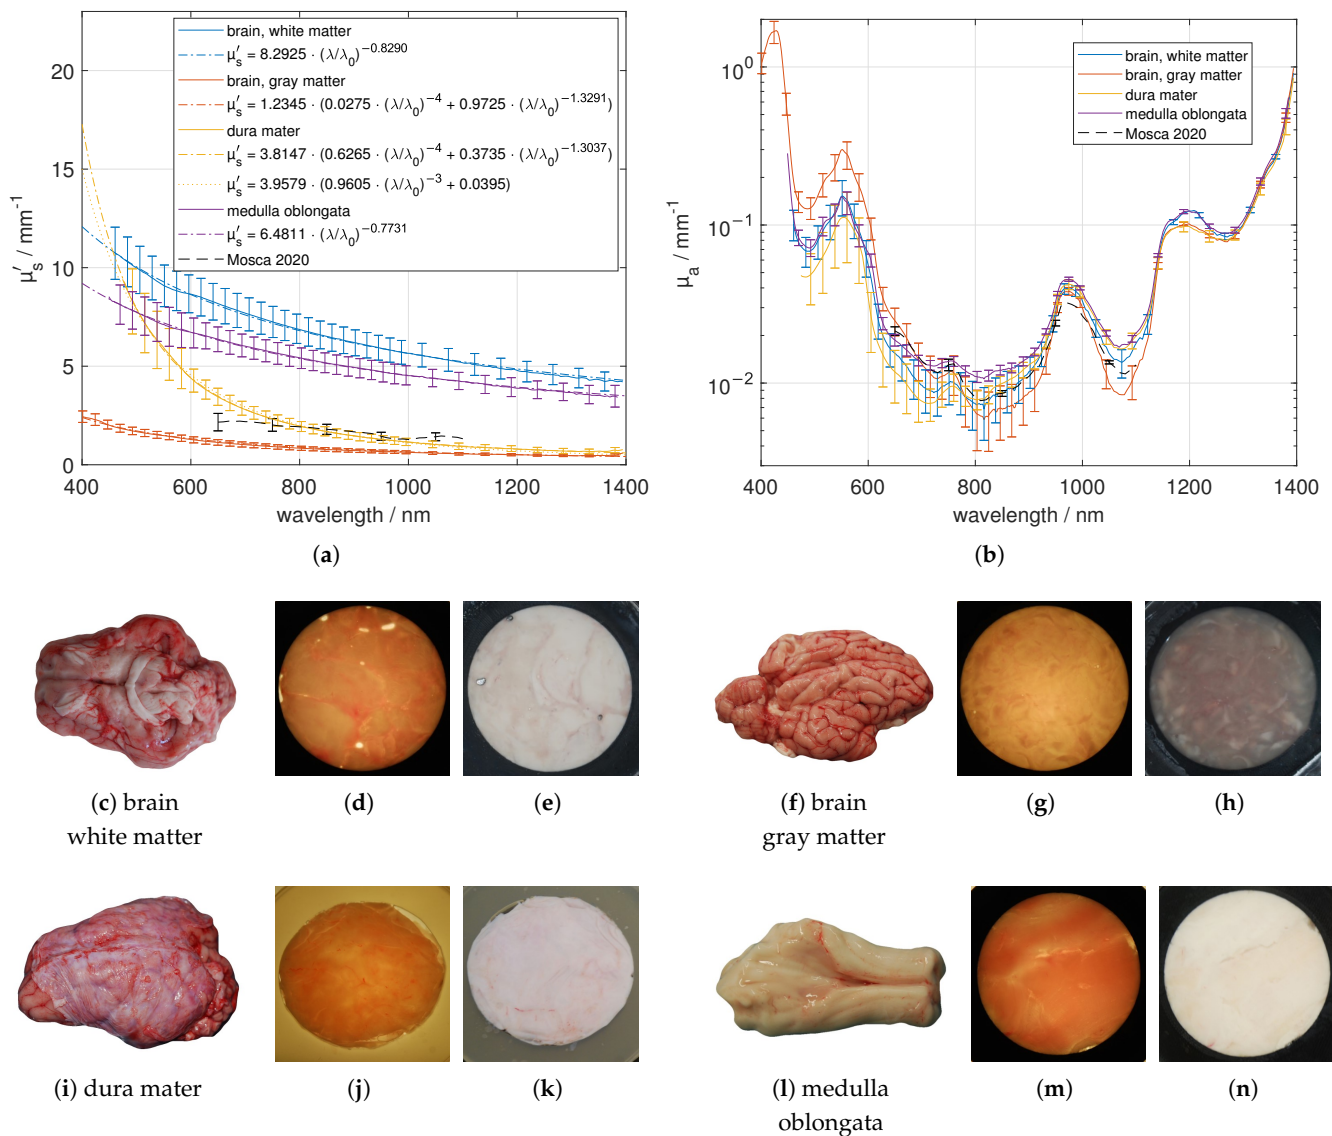 brain, white matter
μ′s = 8.2925 · (λ/λ0)^−0.8290
brain, gray matter
μ′s = 1.2345 · (0.0275 · (λ/λ0)^−4 + 0.9725 · (λ/λ0)^−1.3291)
dura mater
μ′s = 3.8147 · (0.6265 · (λ/λ0)^−4 + 0.3735 · (λ/λ0)^−1.3037)
μ′s = 3.9579 · (0.9605 · (λ/λ0)^−3 + 0.0395)
medulla oblongata
μ′s = 6.4811 · (λ/λ0)^−0.7731
Mosca 2020
20
15
10
5
0
μ′s / mm^-1
400 600 800 1000 1200 1400
wavelength / nm
(a)
brain, white matter
brain, gray matter
dura mater
medulla oblongata
Mosca 2020
10^0
10^−1
10^−2
μa / mm^-1
400 600 800 1000 1200 1400
wavelength / nm
(b)
(c) brain
white matter
(d)
(e)
(f) brain
gray matter
(g)
(h)
(i) dura mater
(j)
(k)
(l) medulla
oblongata
(m)
(n)